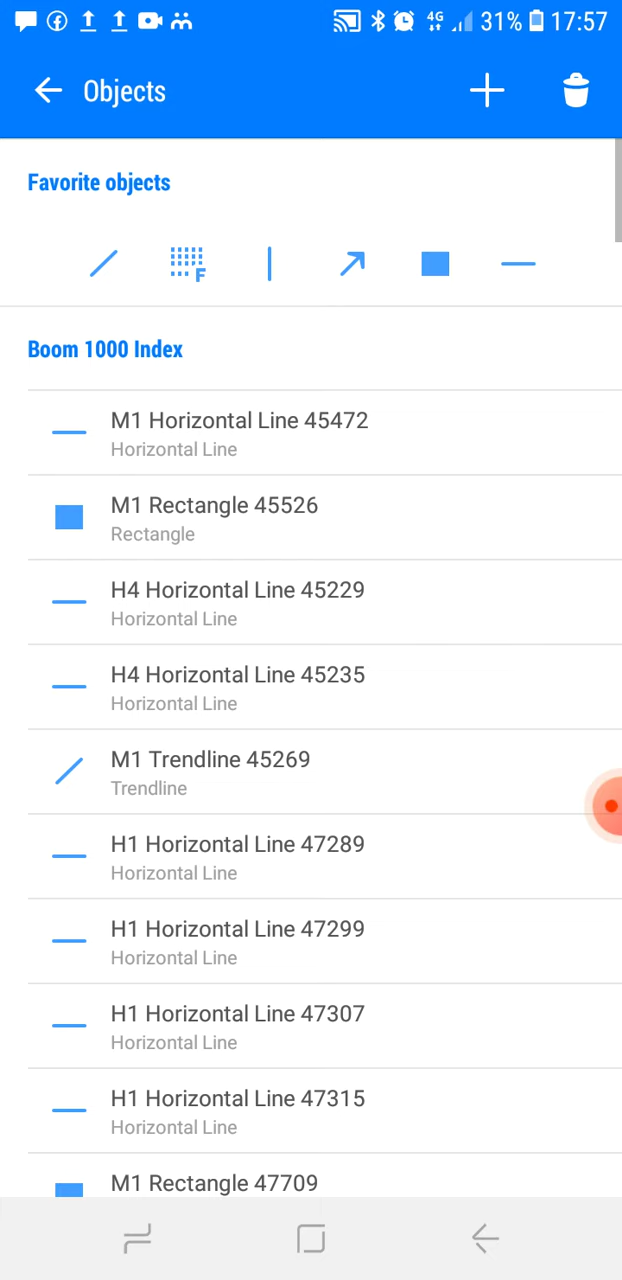 4G 31% 17:57
Objects
Favorite objects
F
Boom 1000 Index
M1 Horizontal Line 45472
Horizontal Line
M1 Rectangle 45526
Rectangle
H4 Horizontal Line 45229
Horizontal Line
H4 Horizontal Line 45235
Horizontal Line
M1 Trendline 45269
Trendline
H1 Horizontal Line 47289
Horizontal Line
H1 Horizontal Line 47299
Horizontal Line
H1 Horizontal Line 47307
Horizontal Line
H1 Horizontal Line 47315
Horizontal Line
M1 Rectangle 47709